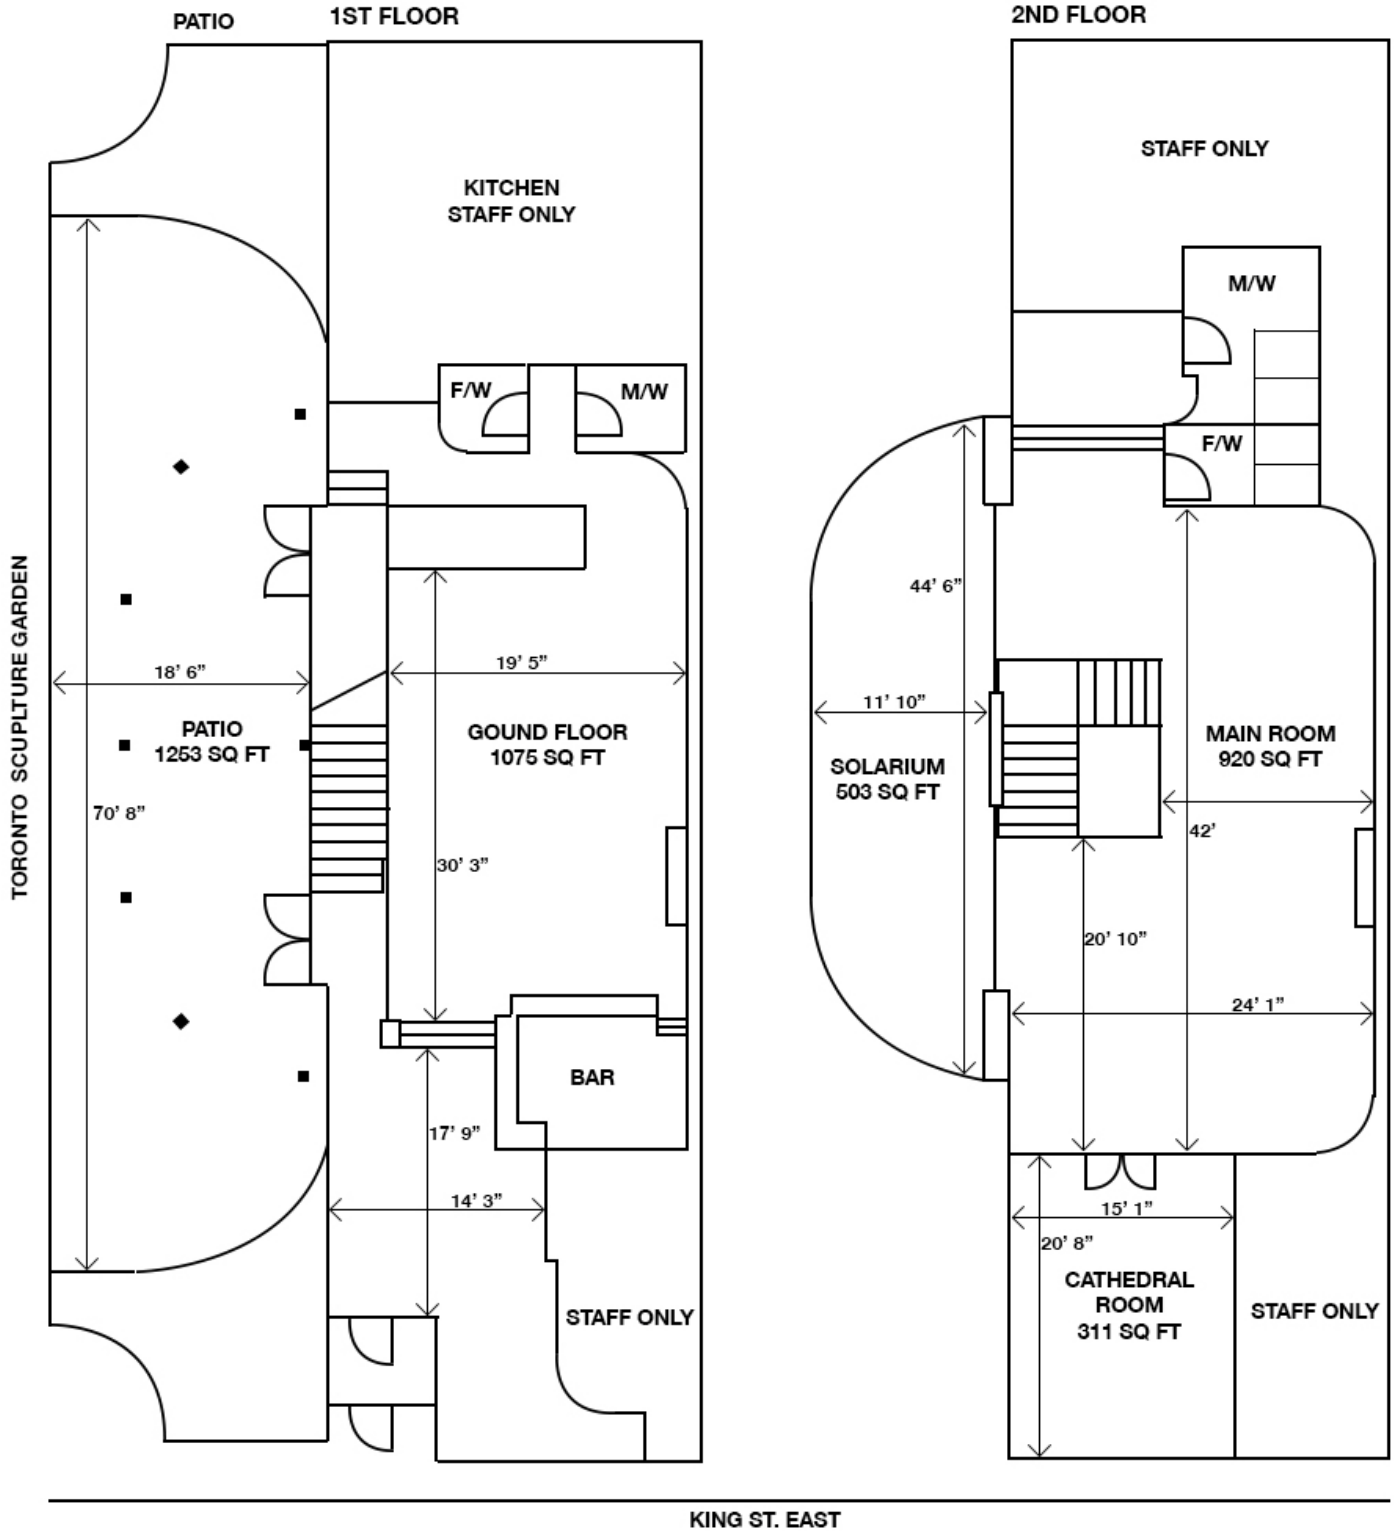 PATIO
1ST FLOOR
2ND FLOOR
KITCHEN
STAFF ONLY
STAFF ONLY
M/W
F/W
M/W
F/W
TORONTO SCUPLTURE GARDEN
44’ 6”
18’ 6”
19’ 5”
11’ 10”
PATIO
1253 SQ FT
GOUND FLOOR
1075 SQ FT
SOLARIUM
503 SQ FT
MAIN ROOM
920 SQ FT
70’ 8”
30’ 3”
42’
20’ 10”
24’ 1”
BAR
17’ 9”
14’ 3”
15’ 1”
20’ 8”
CATHEDRAL
ROOM
311 SQ FT
STAFF ONLY
STAFF ONLY
KING ST. EAST